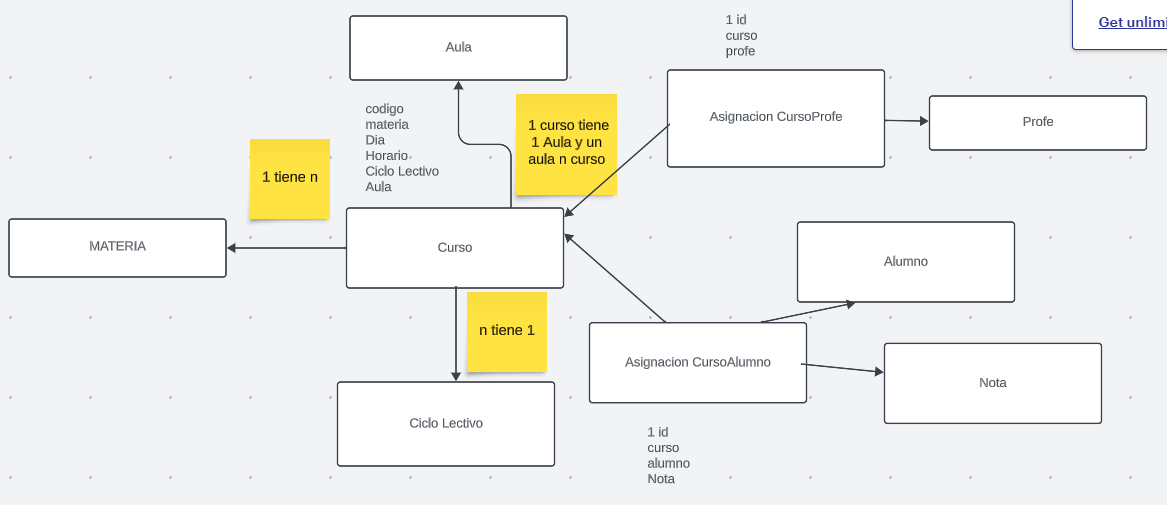 1 id
curso
profe
Get unlimi
Aula
codigo
materia
Dia
Horario
Ciclo Lectivo
Aula
1 curso tiene
1 Aula y un
aula n curso
Asignacion CursoProfe
Profe
1 tiene n
MATERIA
Curso
Alumno
n tiene 1
Asignacion CursoAlumno
Nota
Ciclo Lectivo
1 id
curso
alumno
Nota